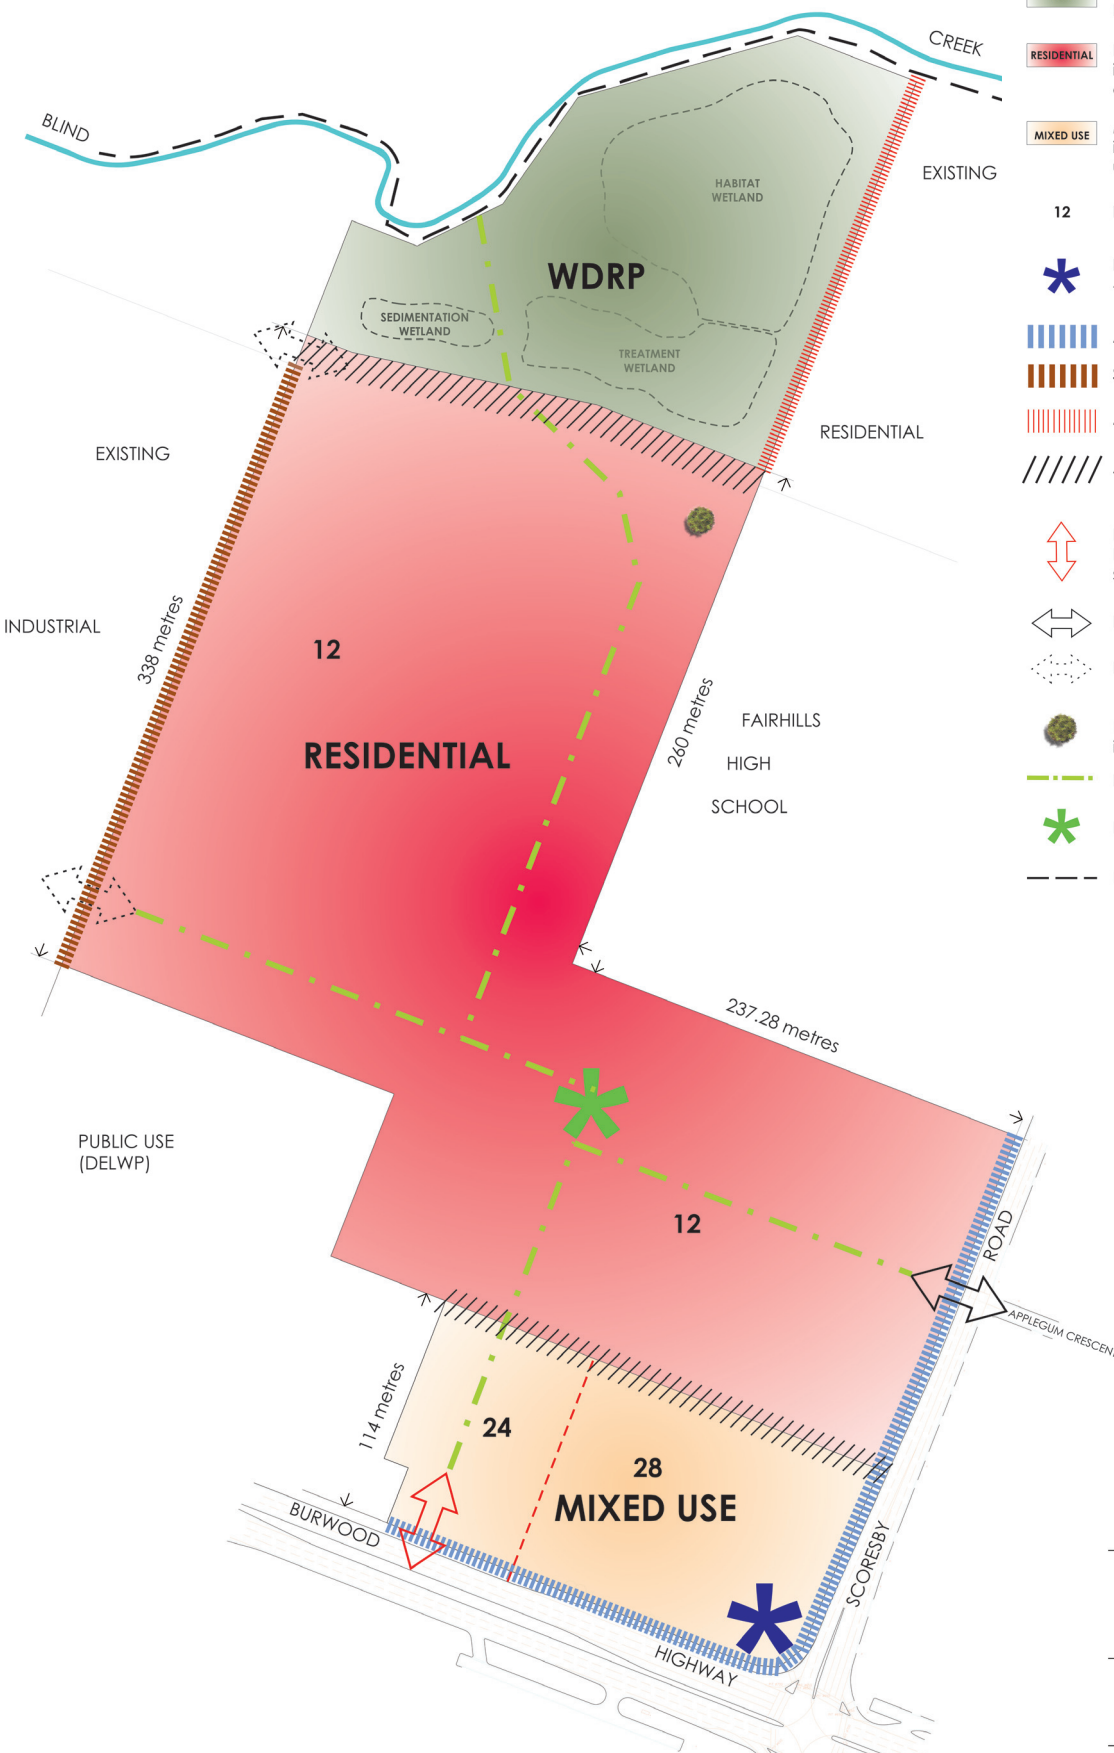 CREEK
RESIDENTIAL
BLIND
MIXED USE
EXISTING
HABITAT
WETLAND
12
WDRP
SEDIMENTATION
WETLAND
TREATMENT
WETLAND
RESIDENTIAL
EXISTING
INDUSTRIAL
338 metres
12
260 metres
FAIRHILLS
HIGH
SCHOOL
RESIDENTIAL
237.28 metres
PUBLIC USE
(DELWP)
12
ROAD
APPLEGUM CRESCEN
114 metres
24
28
MIXED USE
BURWOOD
SCORESBY
HIGHWAY